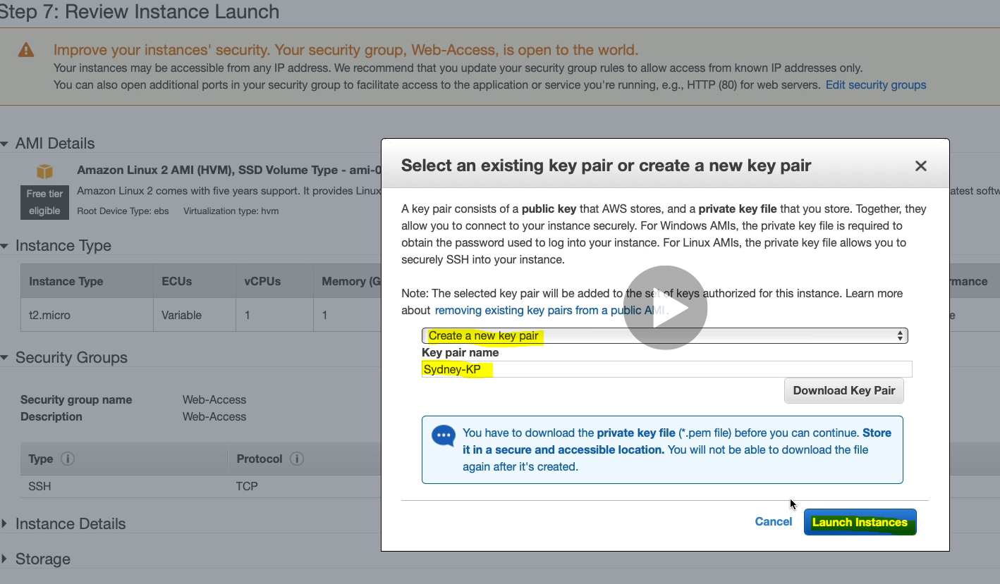 Step 7: Review Instance Launch
Improve your instances' security. Your security group, Web-Access, is open to the world.
Your instances may be accessible from any IP address. We recommend that you update your security group rules to allow access from known IP addresses only.
You can also open additional ports in your security group to facilitate access to the application or service you're running, e.g., HTTP (80) for web servers. Edit security groups
AMI Details
Amazon Linux 2 AMI (HVM), SSD Volume Type - ami-0
Free tier
eligible
Amazon Linux 2 comes with five years support. It provides Linux
atest softw
Root Device Type: ebs Virtualization type: hvm
Instance Type
Instance Type ECUs vCPUs Memory (G
rmance
t2.micro Variable 1 1
e
Security Groups
Security group name Web-Access
Description Web-Access
Type Protocol
SSH TCP
Instance Details
Storage
Select an existing key pair or create a new key pair
A key pair consists of a public key that AWS stores, and a private key file that you store. Together, they
allow you to connect to your instance securely. For Windows AMIs, the private key file is required to
obtain the password used to log into your instance. For Linux AMIs, the private key file allows you to
securely SSH into your instance.
Note: The selected key pair will be added to the set of keys authorized for this instance. Learn more
about removing existing key pairs from a public AMI.
Create a new key pair
Key pair name
Sydney-KP
Download Key Pair
You have to download the private key file (*.pem file) before you can continue. Store
it in a secure and accessible location. You will not be able to download the file
again after it's created.
Cancel Launch Instances